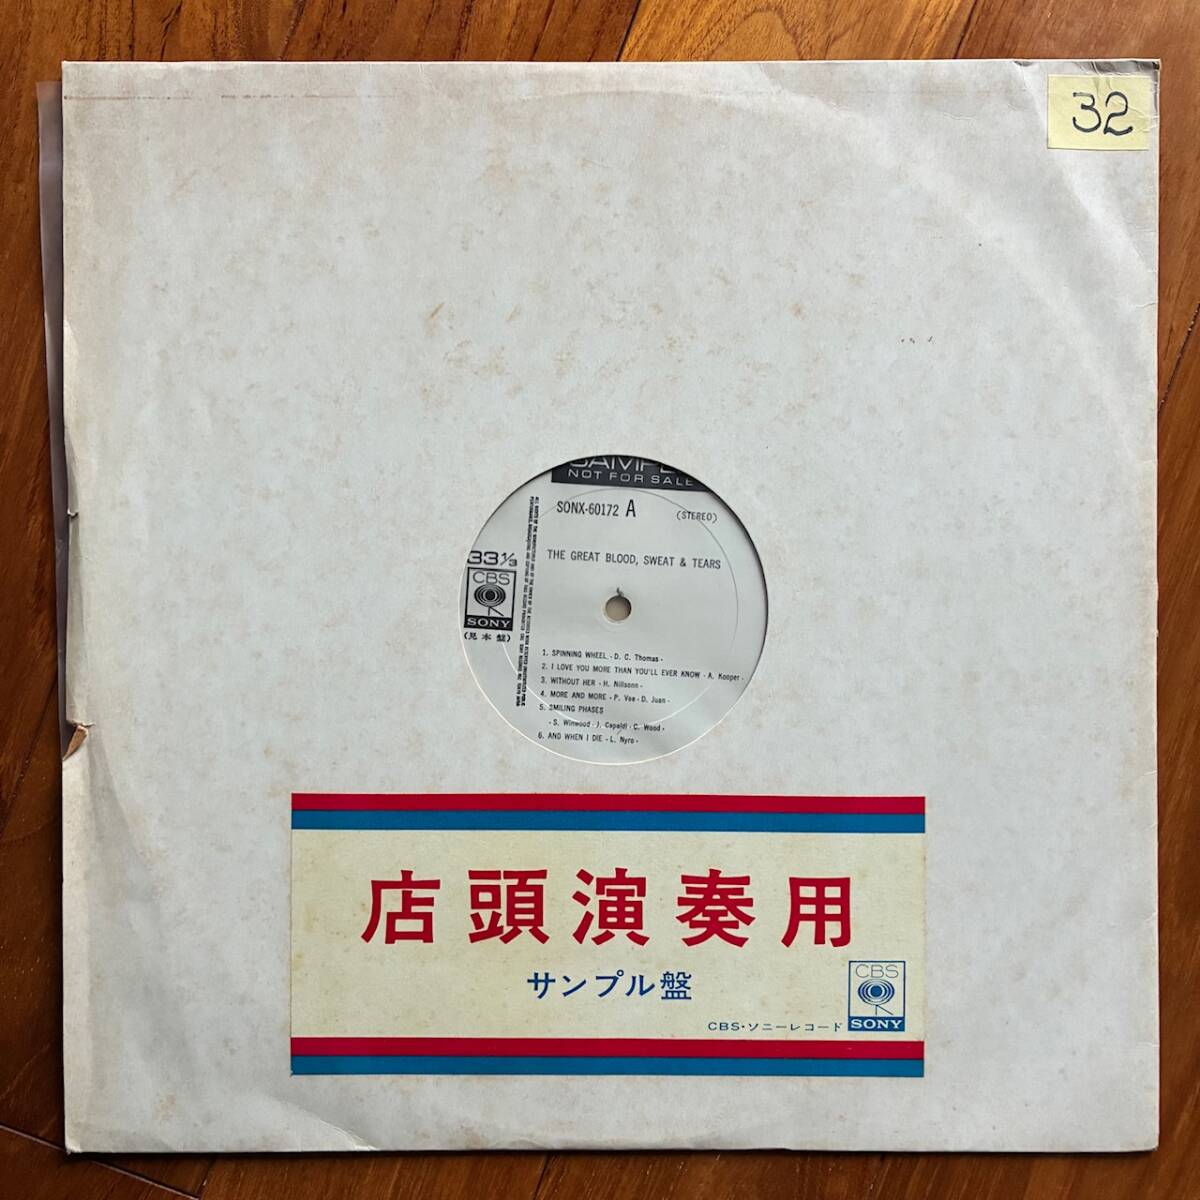 32
SAMPLE
NOT FOR SALE
SONX-60172 A
(STEREO)
THE GREAT BLOOD, SWEAT & TEARS
33 1/3
CBS
SONY
(見本盤)
1. SPINNING WHEEL - D. C. Thomas -
2. I LOVE YOU MORE THAN YOU'LL EVER KNOW - A. Kooper -
3. WITHOUT HER - H. Nillsonn -
4. MORE AND MORE - P. Vee - D. Juan -
5. SMILING PHASES
- S. Winwood - J. Capaldi - C. Wood -
6. AND WHEN I DIE - L. Nyro -
店頭演奏用
サンプル盤
CBS・ソニーレコード
CBS
SONY